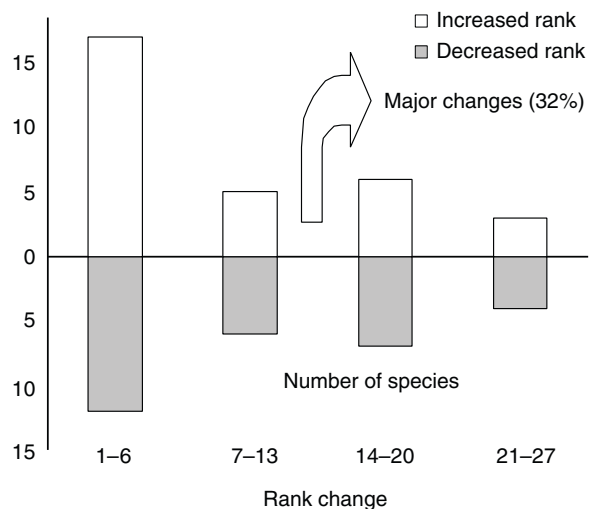 Increased rank
Decreased rank
Major changes (32%)
15
10
5
0
5
10
15
Number of species
1–6 7–13 14–20 21–27
Rank change